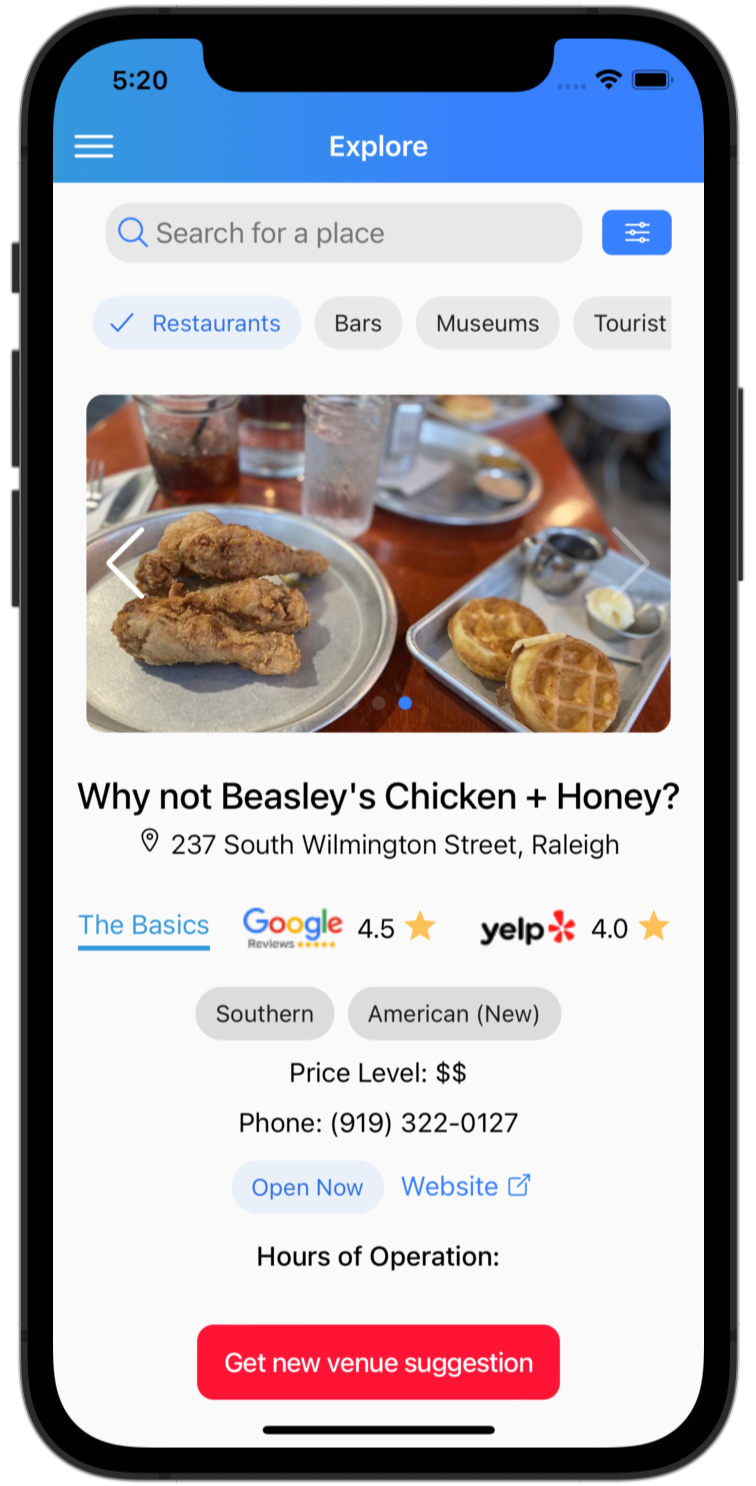 5:20
Explore
Search for a place
Restaurants Bars Museums Tourist
Why not Beasley's Chicken + Honey?
237 South Wilmington Street, Raleigh
The Basics Google Reviews 4.5 yelp 4.0
Southern American (New)
Price Level: $$
Phone: (919) 322-0127
Open Now Website
Hours of Operation:
Get new venue suggestion